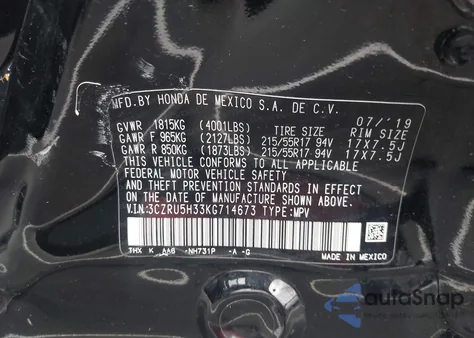 MFD.BY HONDA DE MEXICO S.A. DE C.V.
07/'19
GVWR 1815KG (4001LBS) TIRE SIZE RIM SIZE
GAWR F 965KG (2127LBS) 215/55R17 94V 17X7.5J
GAWR R 850KG (1873LBS) 215/55R17 94V 17X7.5J
THIS VEHICLE CONFORMS TO ALL APPLICABLE
FEDERAL MOTOR VEHICLE SAFETY AND THEFT
PREVENTION STANDARDS IN EFFECT ON THE
DATE OF MANUFACTURE SHOWN ABOVE.
V.I.N:3CZRU5H33KG714673 TYPE:MPV
THX K AA6 -NH731P -A -G
MADE IN MEXICO
autoSnap
POWERED BY